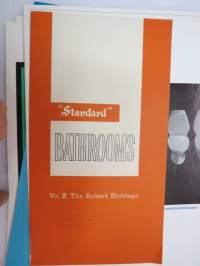 "Standard"
BATHROOMS
No. 2 The Robert Heritage